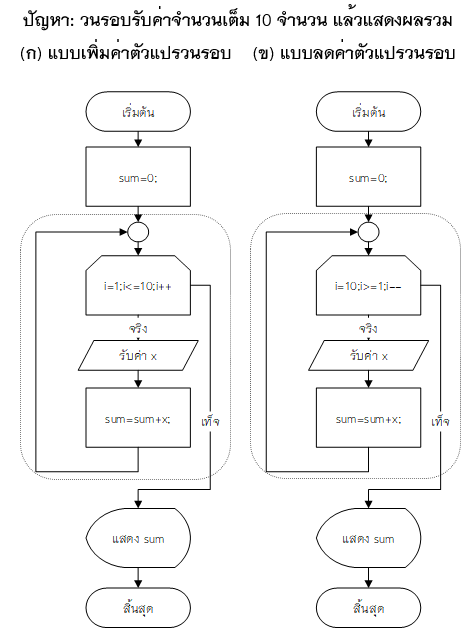 ปัญหา: วนรอบรับค่าจำนวนเต็ม 10 จำนวน แล้วแสดงผลรวม
(ก) แบบเพิ่มค่าตัวแปรวนรอบ
เริ่มต้น
sum=0;
i=1;i<=10;i++
จริง
รับค่า x
sum=sum+x;
เท็จ
แสดง sum
สิ้นสุด
(ข) แบบลดค่าตัวแปรวนรอบ
เริ่มต้น
sum=0;
i=10;i>=1;i--
จริง
รับค่า x
sum=sum+x;
เท็จ
แสดง sum
สิ้นสุด